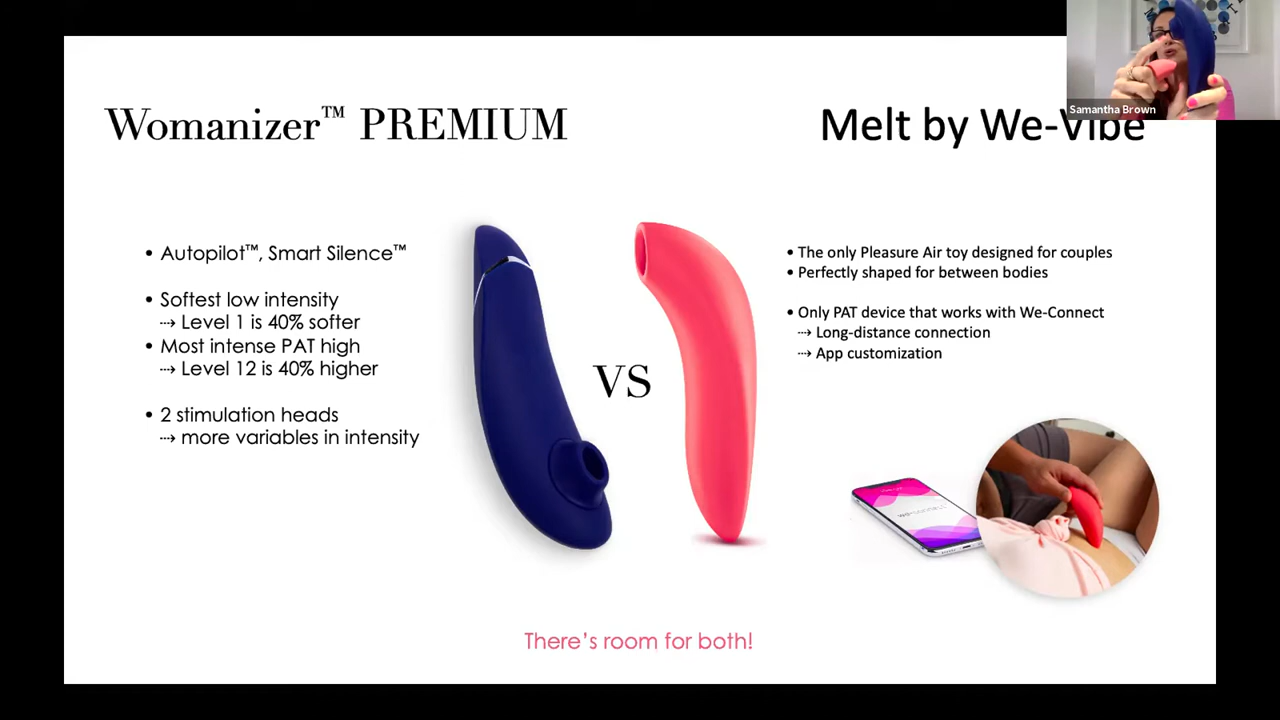 Samantha Brown
Womanizer™ PREMIUM
Melt by We-Vibe
• Autopilot™, Smart Silence™
• Softest low intensity
⇢ Level 1 is 40% softer
• Most intense PAT high
⇢ Level 12 is 40% higher
• 2 stimulation heads
⇢ more variables in intensity
VS
• The only Pleasure Air toy designed for couples
• Perfectly shaped for between bodies
• Only PAT device that works with We-Connect
⇢ Long-distance connection
⇢ App customization
There's room for both!